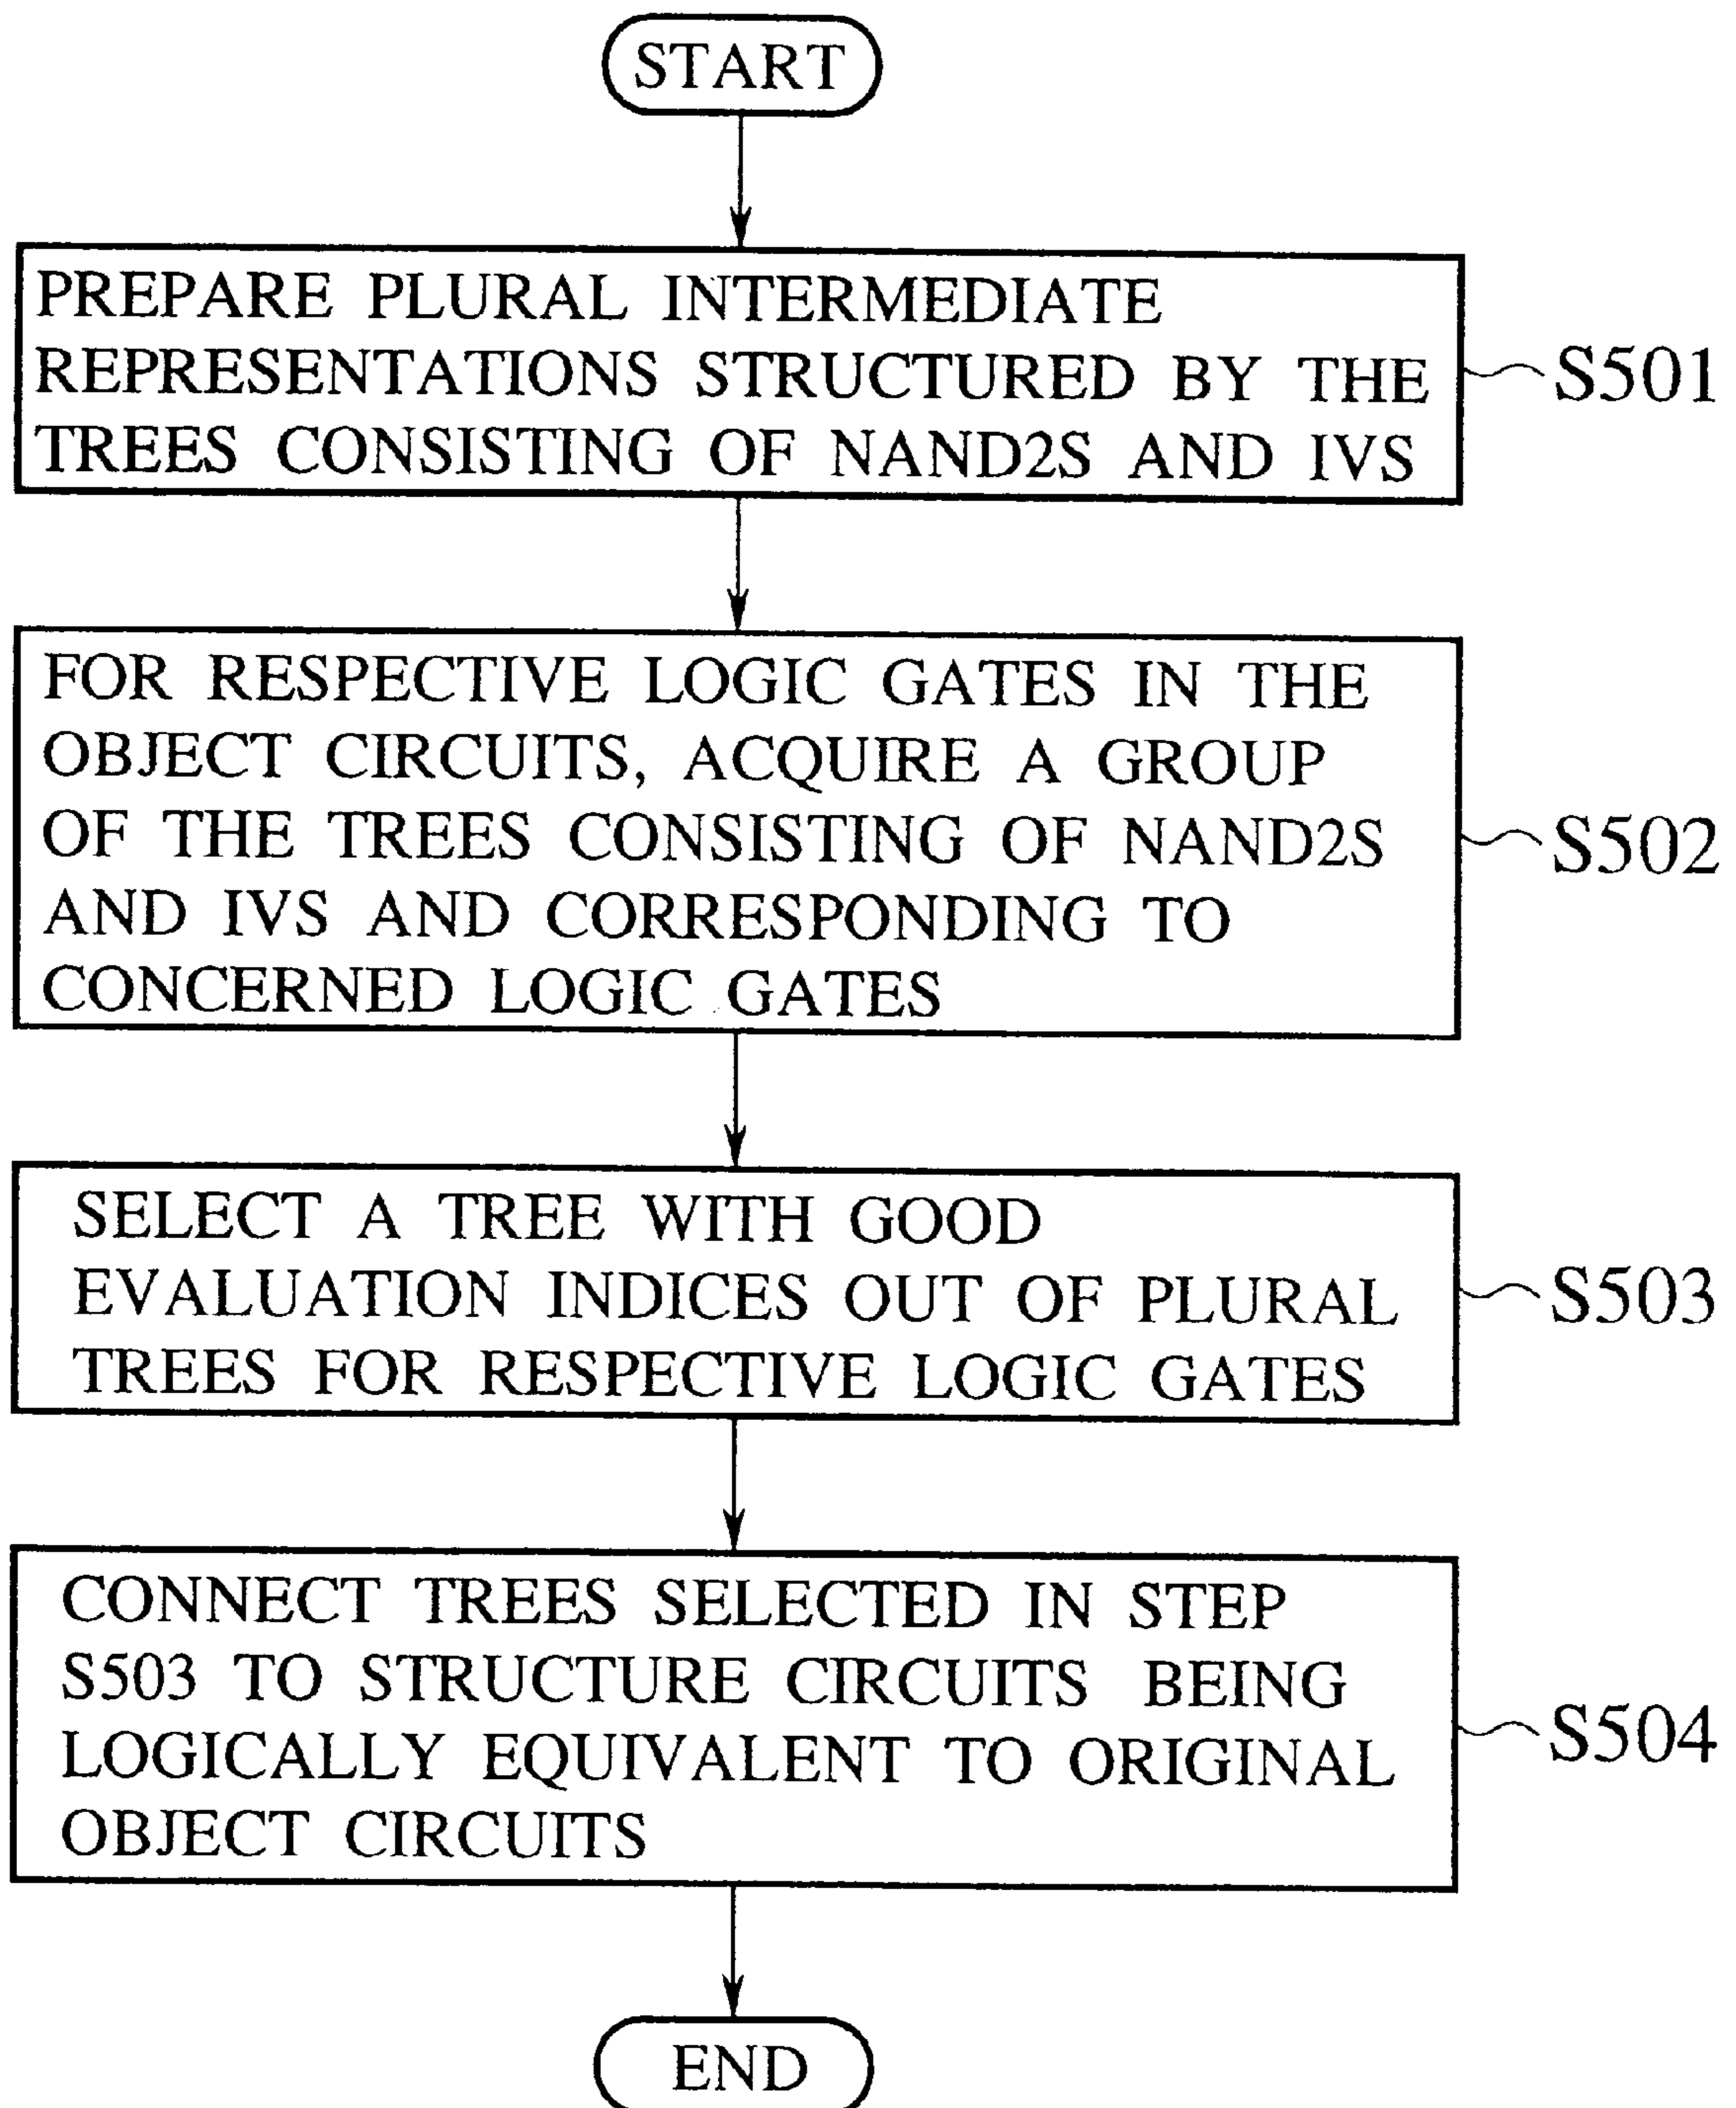 START
PREPARE PLURAL INTERMEDIATE
REPRESENTATIONS STRUCTURED BY THE
TREES CONSISTING OF NAND2S AND IVS
S501
FOR RESPECTIVE LOGIC GATES IN THE
OBJECT CIRCUITS, ACQUIRE A GROUP
OF THE TREES CONSISTING OF NAND2S
AND IVS AND CORRESPONDING TO
CONCERNED LOGIC GATES
S502
SELECT A TREE WITH GOOD
EVALUATION INDICES OUT OF PLURAL
TREES FOR RESPECTIVE LOGIC GATES
S503
CONNECT TREES SELECTED IN STEP
S503 TO STRUCTURE CIRCUITS BEING
LOGICALLY EQUIVALENT TO ORIGINAL
OBJECT CIRCUITS
S504
END